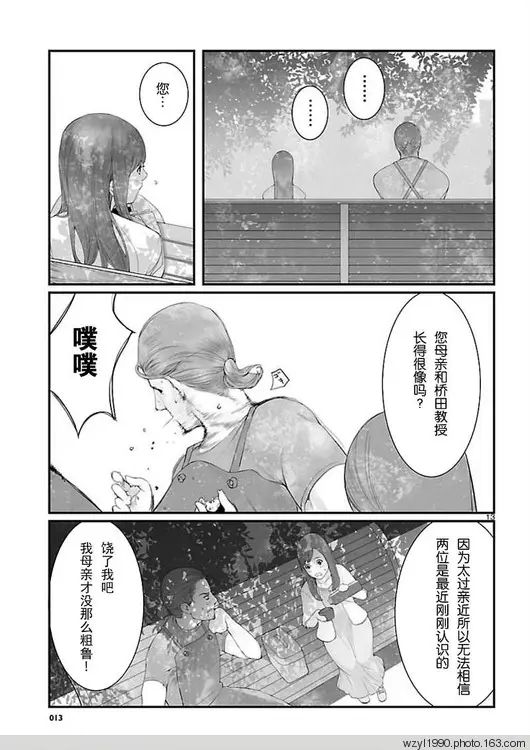 ……
……
您…
您母亲和桥田教授
长得很像吗？
噗噗
因为太过亲近所以无法相信
两位是最近刚刚认识的
饶了我吧
我母亲才没那么粗鲁！
15
013
wzyl1990.photo.163.com